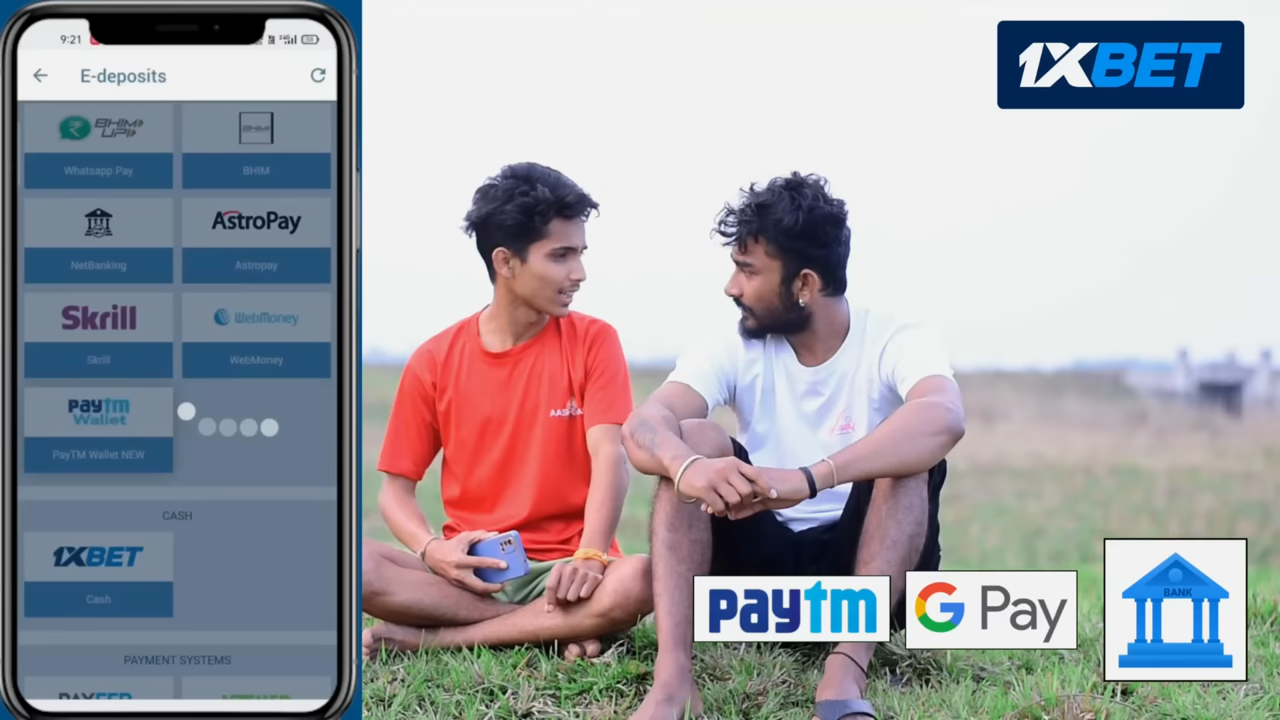 9:21
E-deposits
BHIM
UPI
Whatsapp Pay
BHIM
BHIM
ASTROPAY
NetBanking
Astropay
Skrill
WebMoney
Skrill
WebMoney
paytm
Wallet
PayTM Wallet NEW
CASH
1XBET
Cash
PAYMENT SYSTEMS
PAYEER
1XBET
paytm
G Pay
BANK